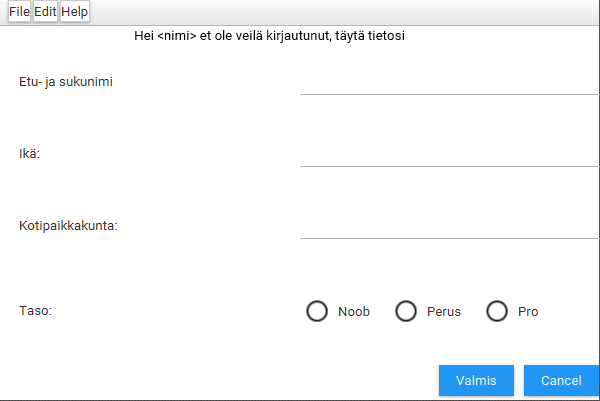 File Edit Help
Hei <nimi> et ole veilä kirjautunut, täytä tietosi
Etu- ja sukunimi
Ikä:
Kotipaikkakunta:
Taso: Noob Perus Pro
Valmis Cancel